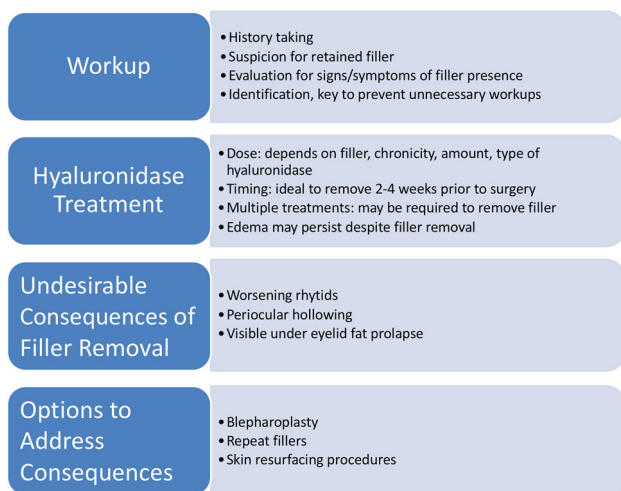 Workup
• History taking
• Suspicion for retained filler
• Evaluation for signs/symptoms of filler presence
• Identification, key to prevent unnecessary workups
Hyaluronidase
Treatment
• Dose: depends on filler, chronicity, amount, type of
hyaluronidase
• Timing: ideal to remove 2-4 weeks prior to surgery
• Multiple treatments: may be required to remove filler
• Edema may persist despite filler removal
Undesirable
Consequences of
Filler Removal
• Worsening rhytids
• Periocular hollowing
• Visible under eyelid fat prolapse
Options to
Address
Consequences
• Blepharoplasty
• Repeat fillers
• Skin resurfacing procedures